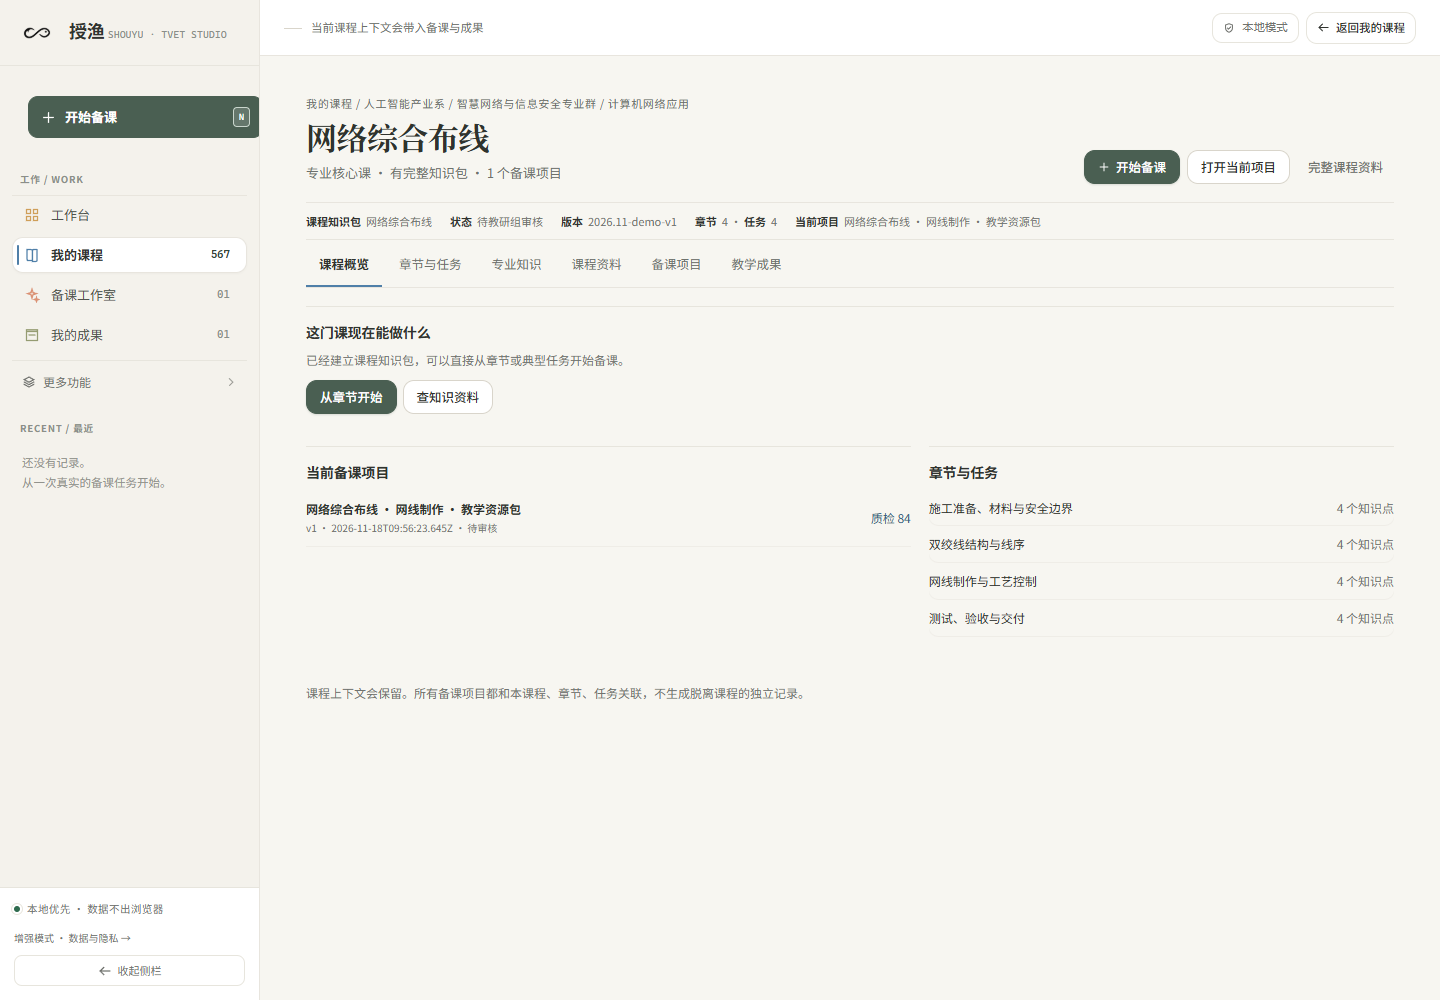 授渔 SHOUYU · TVET STUDIO
开始备课 N
工作 / WORK
工作台
我的课程 567
备课工作室 01
我的成果 01
更多功能
RECENT / 最近
还没有记录。
从一次真实的备课任务开始。
本地优先 · 数据不出浏览器
增强模式 · 数据与隐私 →
收起侧栏
当前课程上下文会带入备课与成果
本地模式
返回我的课程
我的课程 / 人工智能产业系 / 智慧网络与信息安全专业群 / 计算机网络应用
网络综合布线
专业核心课 · 有完整知识包 · 1 个备课项目
开始备课
打开当前项目
完整课程资料
课程知识包 网络综合布线 状态 待教研组审核 版本 2026.11-demo-v1 章节 4 · 任务 4 当前项目 网络综合布线 · 网线制作 · 教学资源包
课程概览 章节与任务 专业知识 课程资料 备课项目 教学成果
这门课现在能做什么
已经建立课程知识包，可以直接从章节或典型任务开始备课。
从章节开始 查知识资料
当前备课项目
网络综合布线 · 网线制作 · 教学资源包
v1 · 2026-11-18T09:56:23.645Z · 待审核
质检 84
章节与任务
施工准备、材料与安全边界 4 个知识点
双绞线结构与线序 4 个知识点
网线制作与工艺控制 4 个知识点
测试、验收与交付 4 个知识点
课程上下文会保留。所有备课项目都和本课程、章节、任务关联，不生成脱离课程的独立记录。